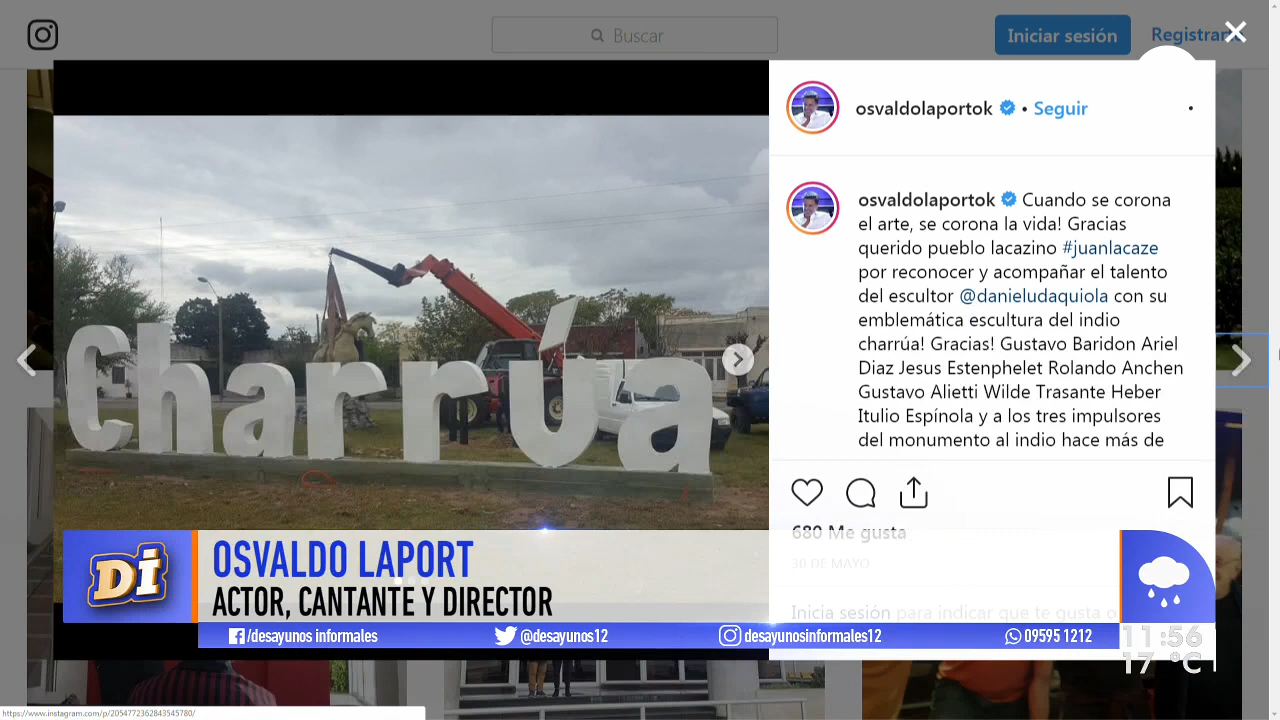 Buscar
Iniciar sesión
Registrar
osvaldolaportok • Seguir
osvaldolaportok Cuando se corona
el arte, se corona la vida! Gracias
querido pueblo lacazino #juanlacaze
por reconocer y acompañar el talento
del escultor @danieludaquiola con su
emblemática escultura del indio
charrúa! Gracias! Gustavo Baridon Ariel
Diaz Jesus Estenphelet Rolando Anchen
Gustavo Alietti Wilde Trasante Heber
Itulio Espínola y a los tres impulsores
del monumento al indio hace más de
Charrúa
680 Me gusta
30 DE MAYO
Inicia sesión para indicar que te gusta o
Di
OSVALDO LAPORT
ACTOR, CANTANTE Y DIRECTOR
/desayunos informales
@desayunos12
desayunosinformales12
09595 1212
11:56
17 °C
https://www.instagram.com/p/2054772362843545780/